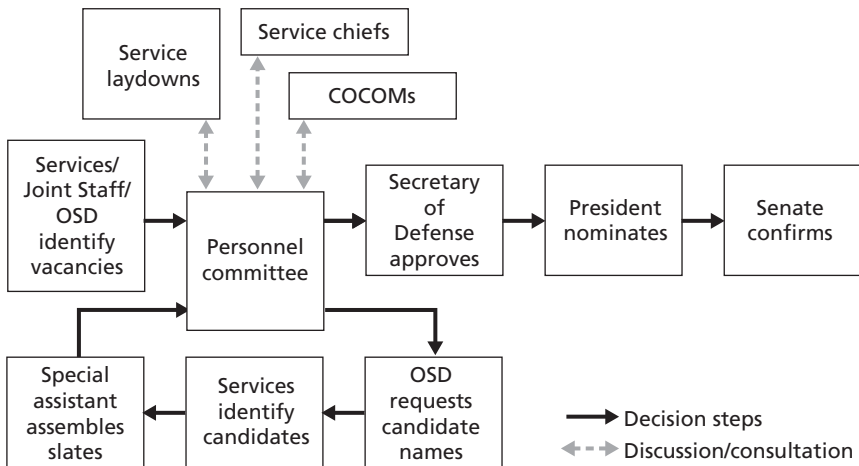 Service
laydowns
Service chiefs
COCOMs
Services/
Joint Staff/
OSD
identify
vacancies
Personnel
committee
Secretary
of
Defense
approves
President
nominates
Senate
confirms
Special
assistant
assembles
slates
Services
identify
candidates
OSD
requests
candidate
names
Decision steps
Discussion/consultation